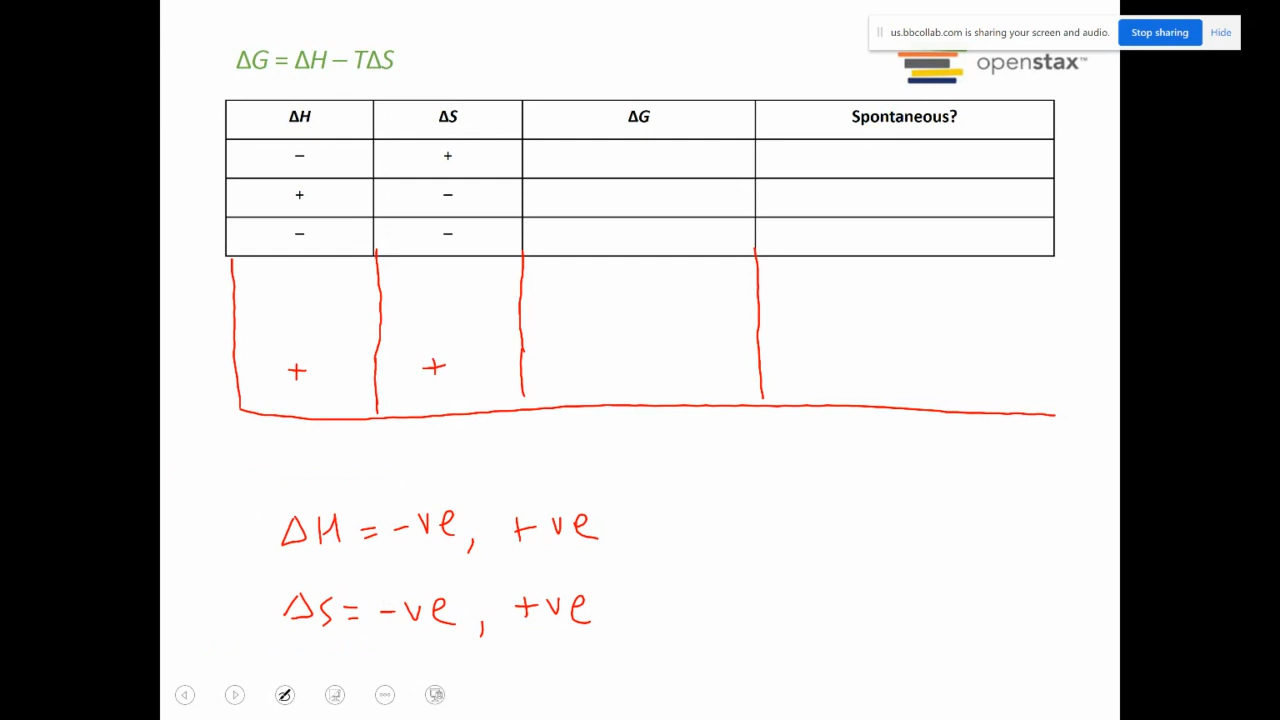 us.bbcollab.com is sharing your screen and audio. Stop sharing Hide
ΔG = ΔH – TΔS
openstax™
ΔH ΔS ΔG Spontaneous?
– +
+ –
– –
+ +
ΔH = -ve, +ve
ΔS = -ve, +ve